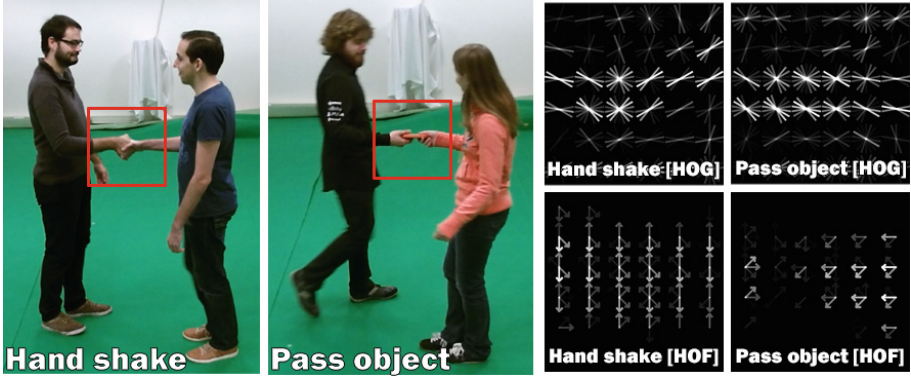 Hand shake
Pass object
Hand shake [HOG]
Pass object [HOG]
Hand shake [HOF]
Pass object [HOF]